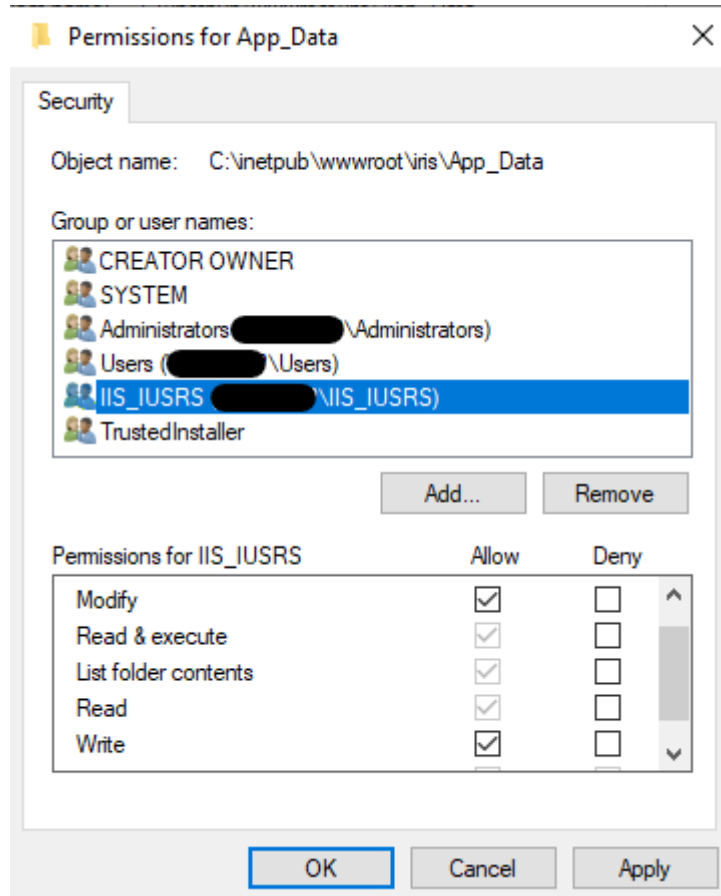 Permissions for App_Data
Security
Object name: C:\inetpub\wwwroot\iris\App_Data
Group or user names:
CREATOR OWNER
SYSTEM
Administrators \Administrators)
Users ( \Users)
IIS_IUSRS ( \IIS_IUSRS)
TrustedInstaller
Add... Remove
Permissions for IIS_IUSRS Allow Deny
Modify
Read & execute
List folder contents
Read
Write
OK Cancel Apply